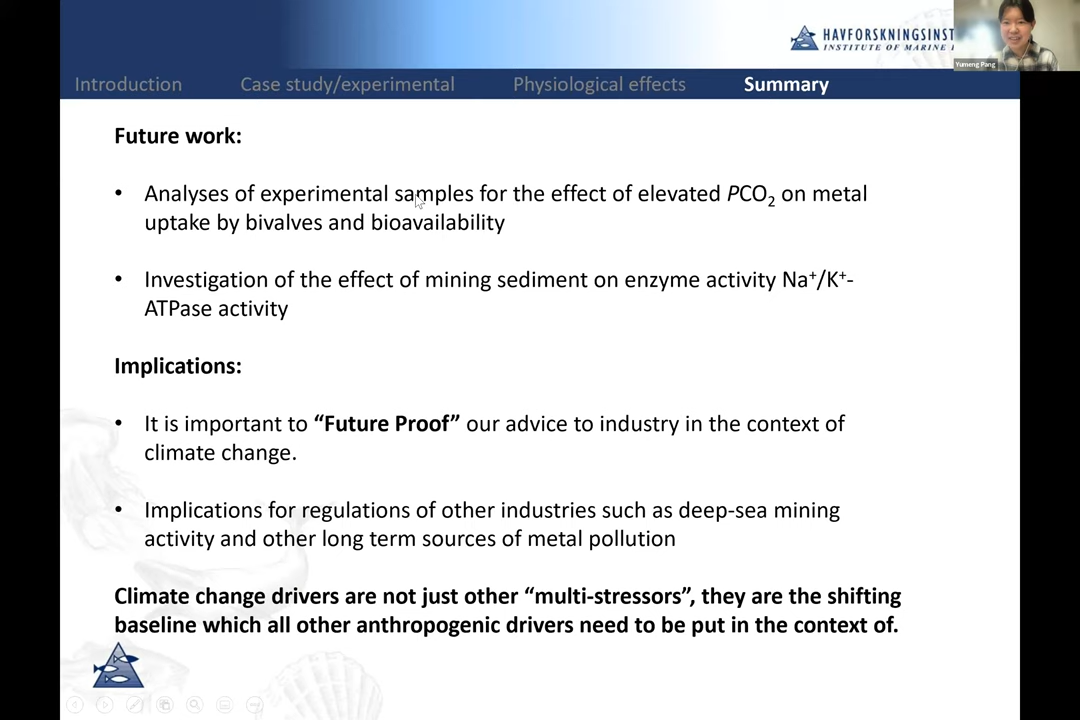 HAVFORSKNINGSINST
INSTITUTE OF MARINE
Yumeng Pang
Introduction Case study/experimental Physiological effects Summary
Future work:
• Analyses of experimental samples for the effect of elevated PCO₂ on metal
uptake by bivalves and bioavailability
• Investigation of the effect of mining sediment on enzyme activity Na⁺/K⁺-
ATPase activity
Implications:
• It is important to “Future Proof” our advice to industry in the context of
climate change.
• Implications for regulations of other industries such as deep-sea mining
activity and other long term sources of metal pollution
Climate change drivers are not just other “multi-stressors”, they are the shifting
baseline which all other anthropogenic drivers need to be put in the context of.